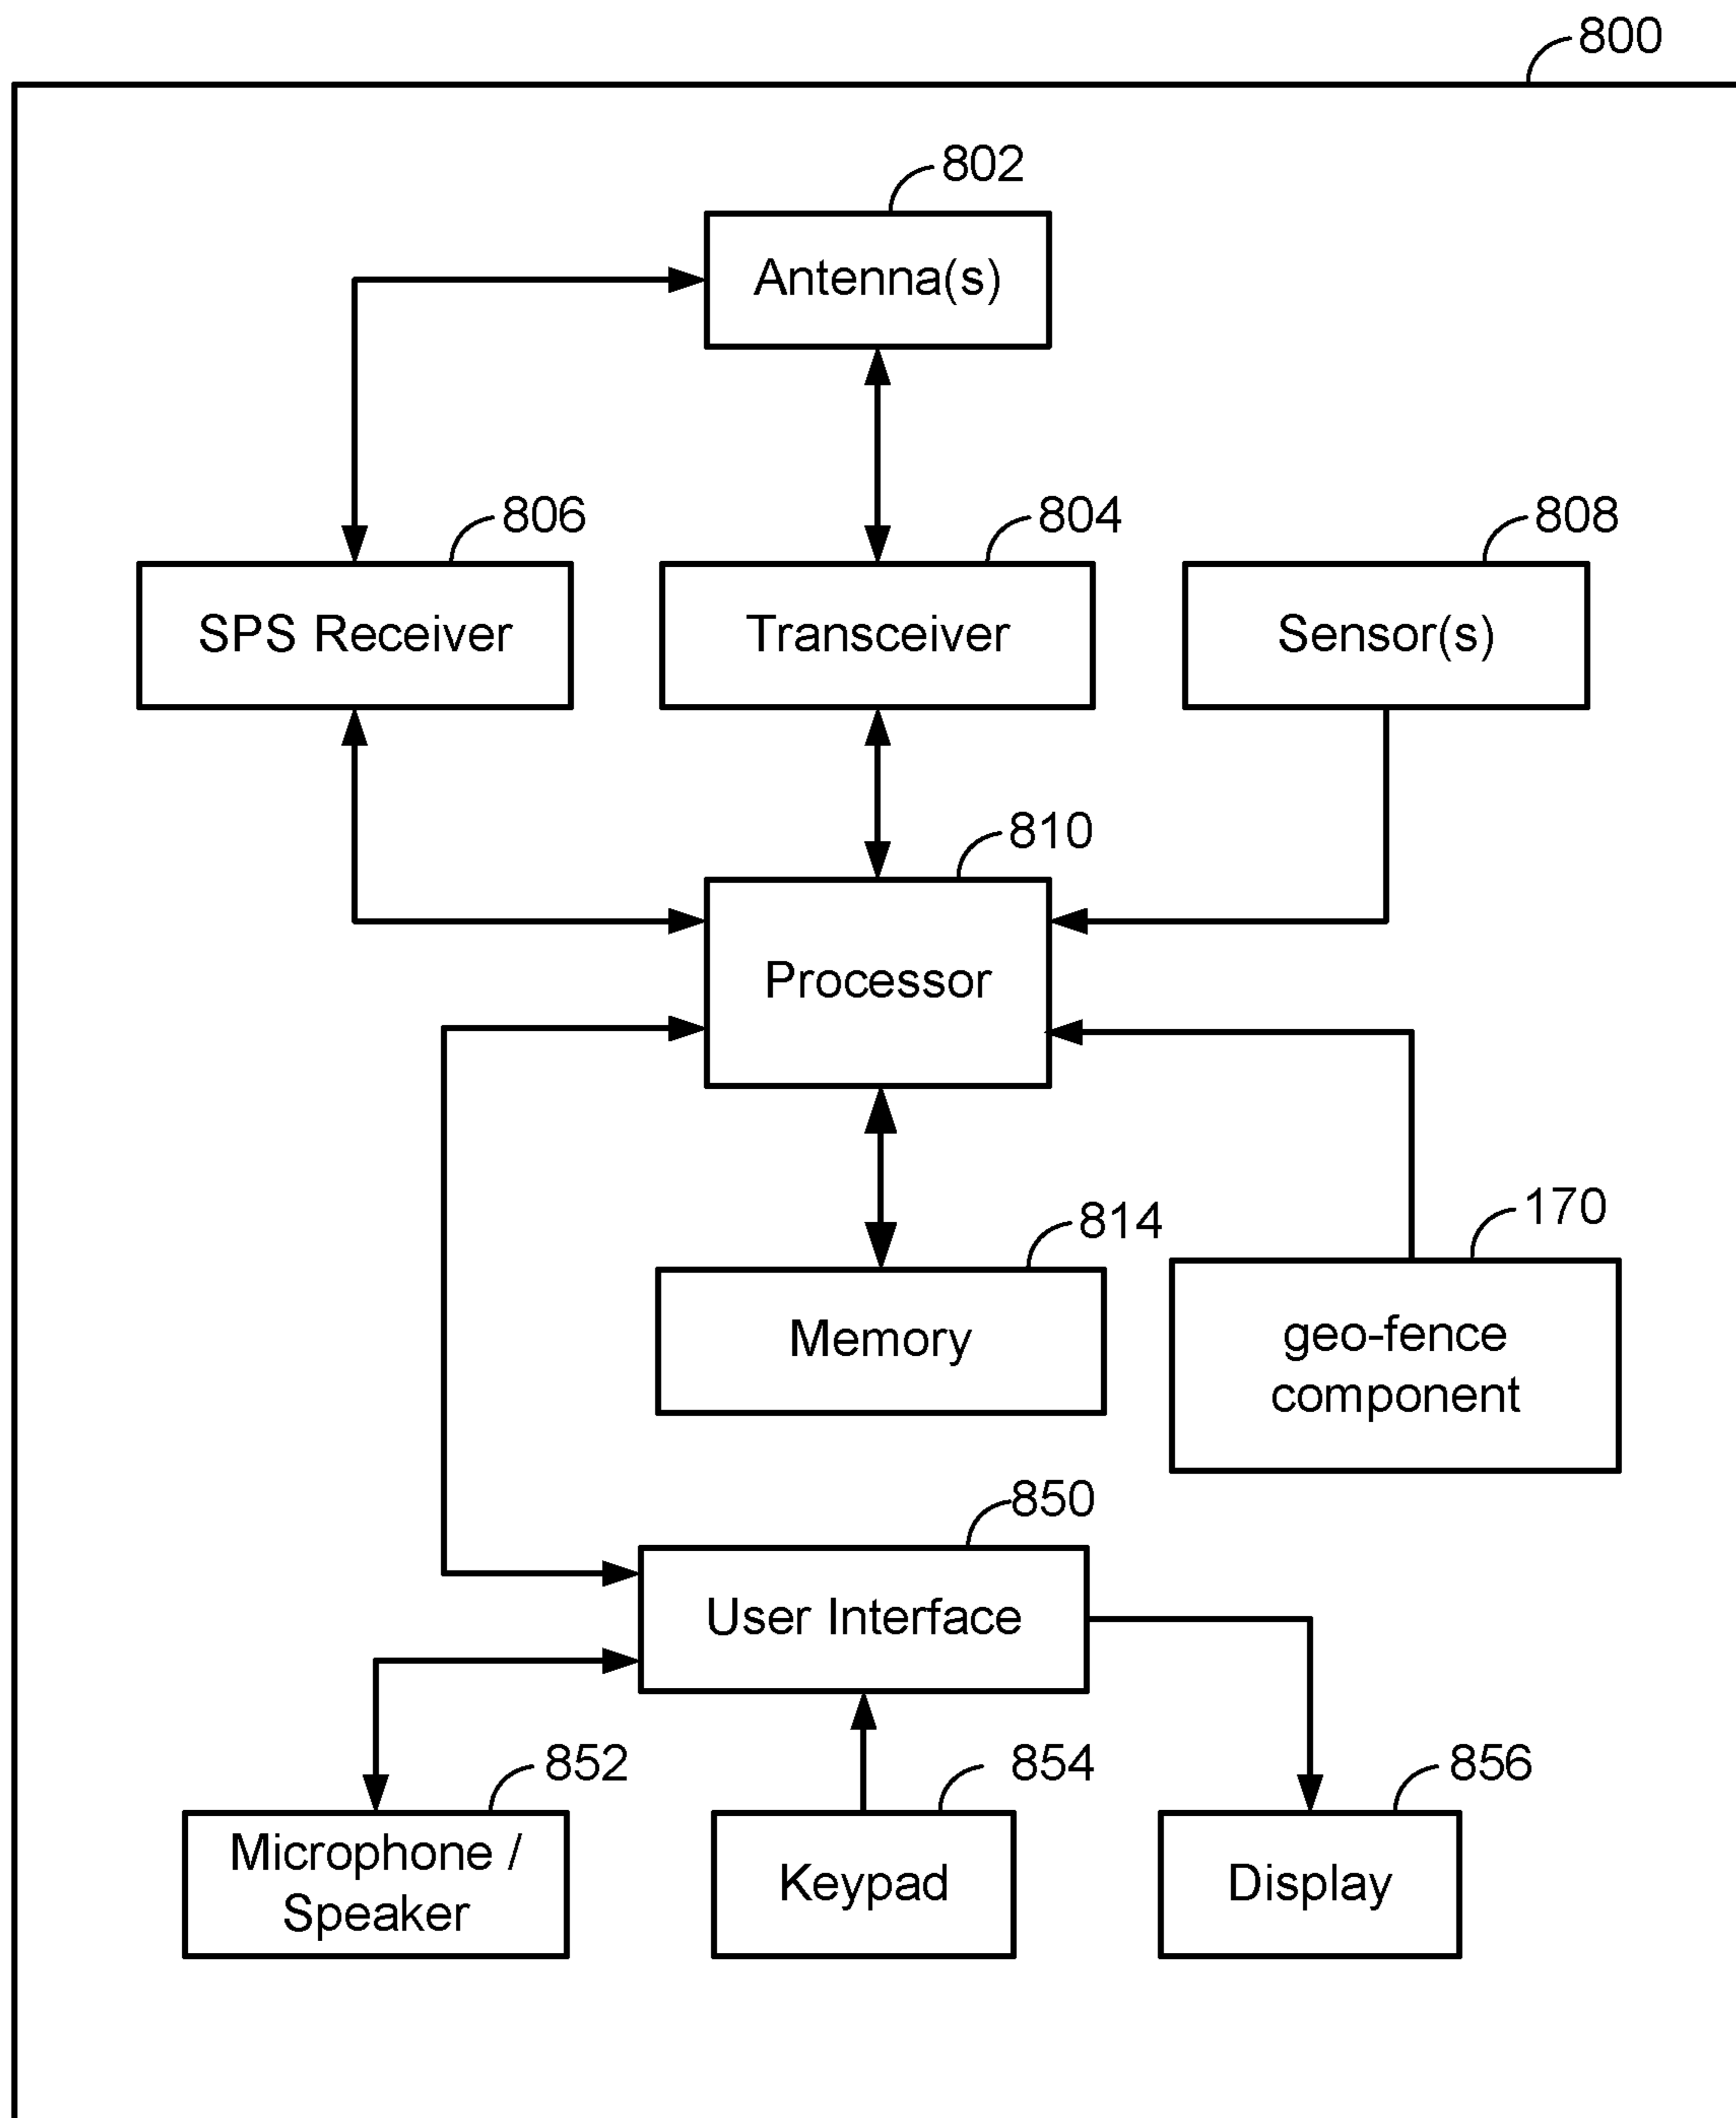 800
802
Antenna(s)
806
804
808
SPS Receiver
Transceiver
Sensor(s)
810
Processor
814
170
Memory
geo-fence
component
850
User Interface
852
854
856
Microphone /
Speaker
Keypad
Display